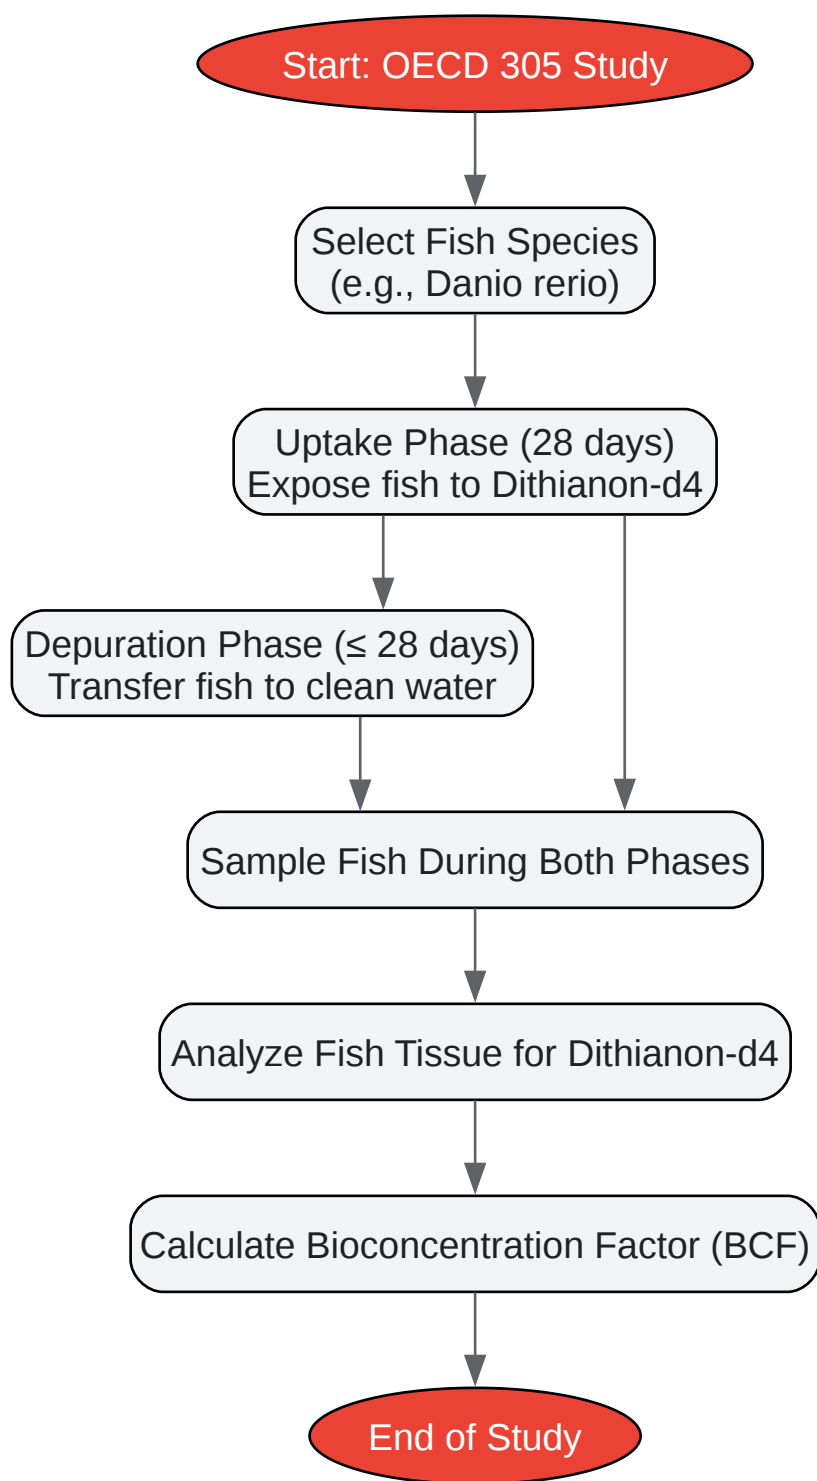 Start: OECD 305 Study
Select Fish Species
(e.g., Danio rerio)
Uptake Phase (28 days)
Expose fish to Dithianon-d4
Depuration Phase (≤ 28 days)
Transfer fish to clean water
Sample Fish During Both Phases
Analyze Fish Tissue for Dithianon-d4
Calculate Bioconcentration Factor (BCF)
End of Study